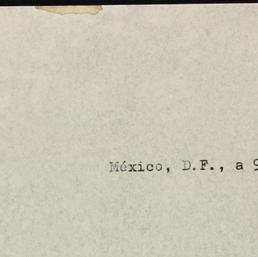 México, D.F., a 9